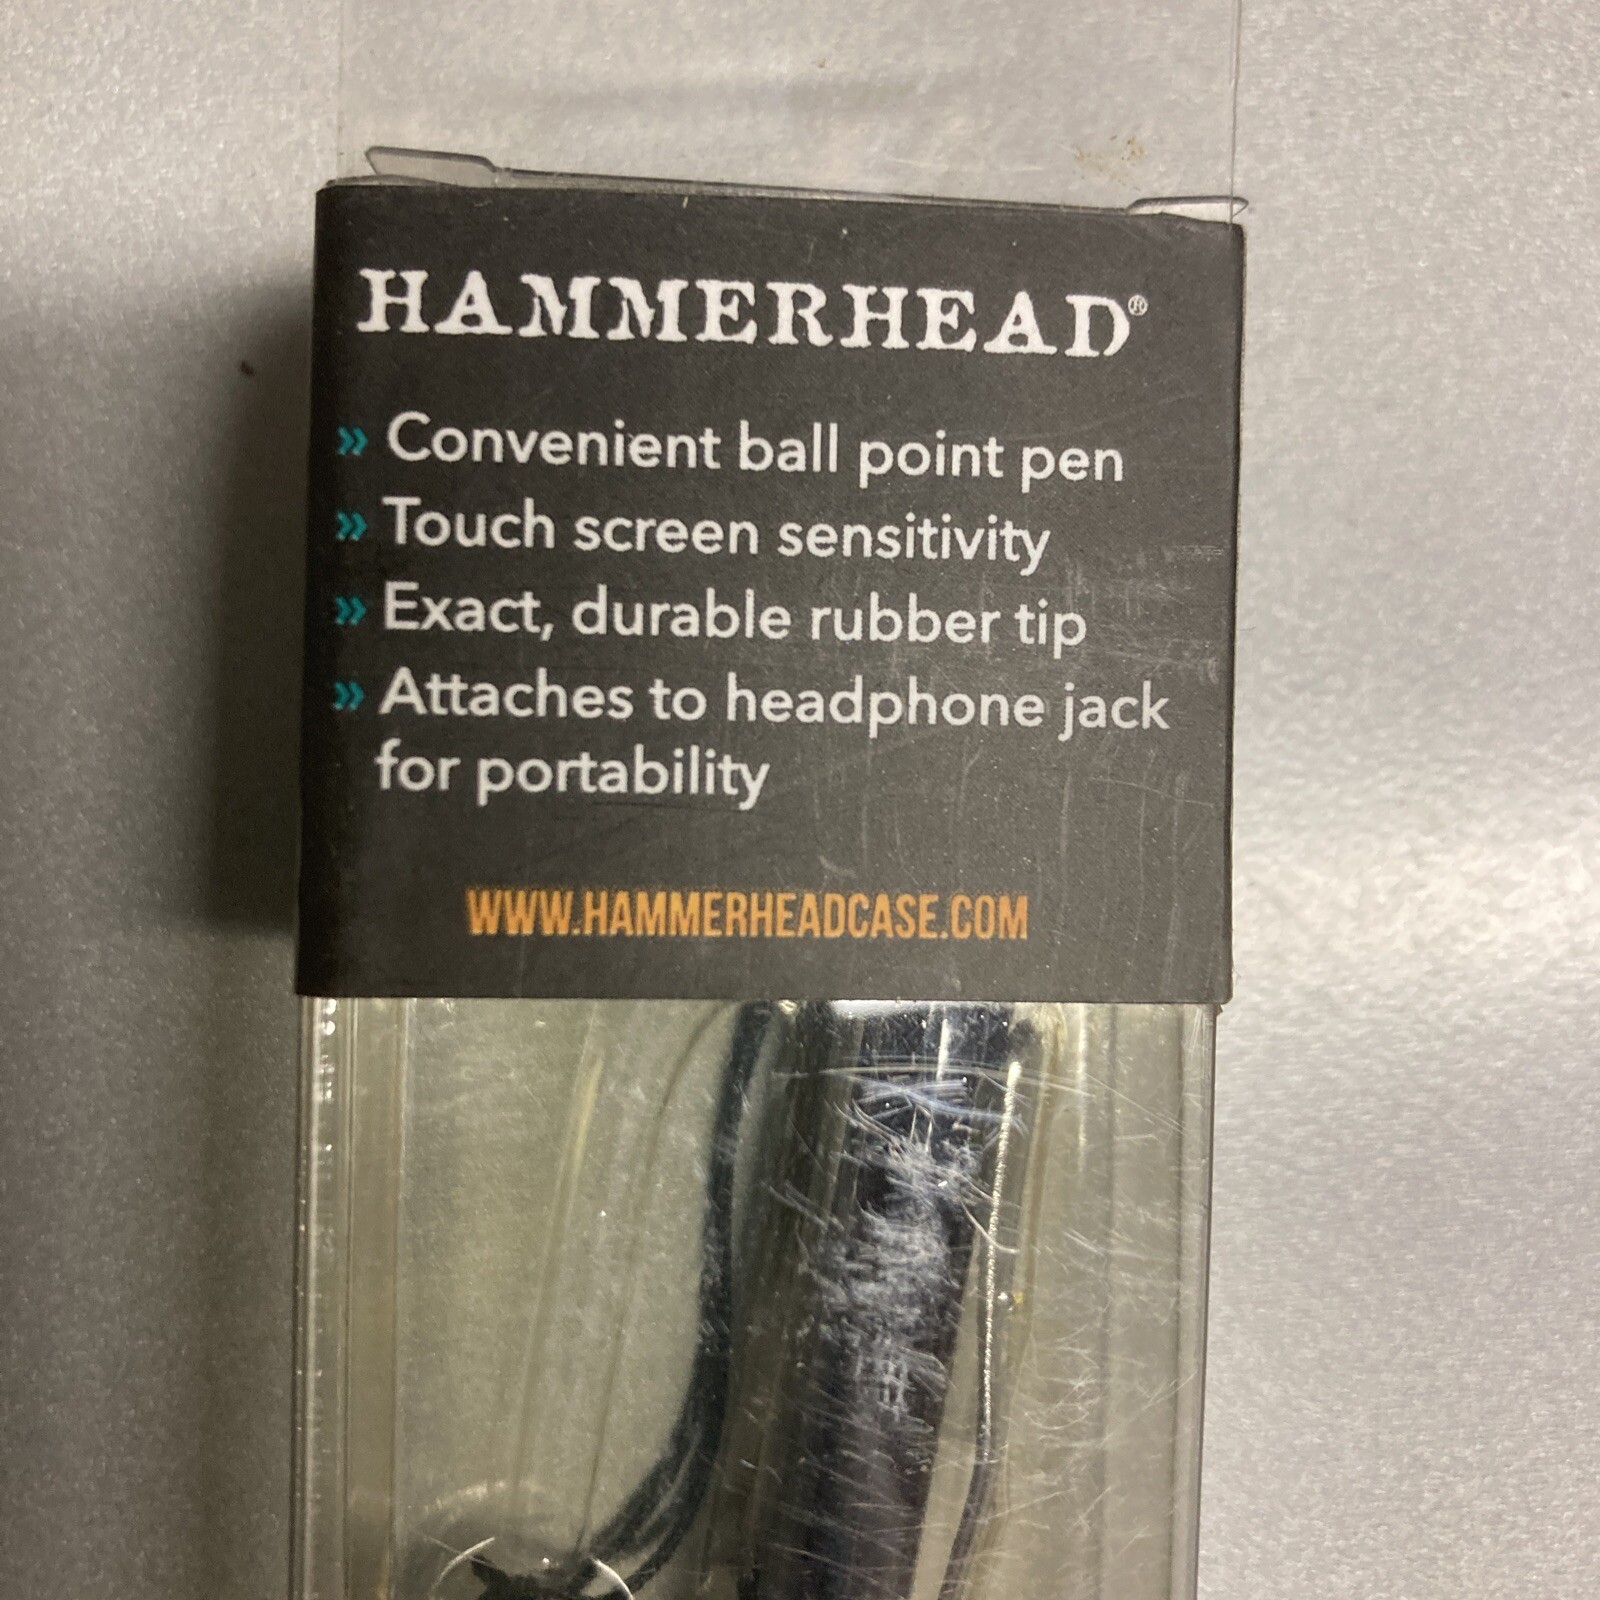 HAMMERHEAD®
» Convenient ball point pen
» Touch screen sensitivity
» Exact, durable rubber tip
» Attaches to headphone jack
for portability
WWW.HAMMERHEADCASE.COM